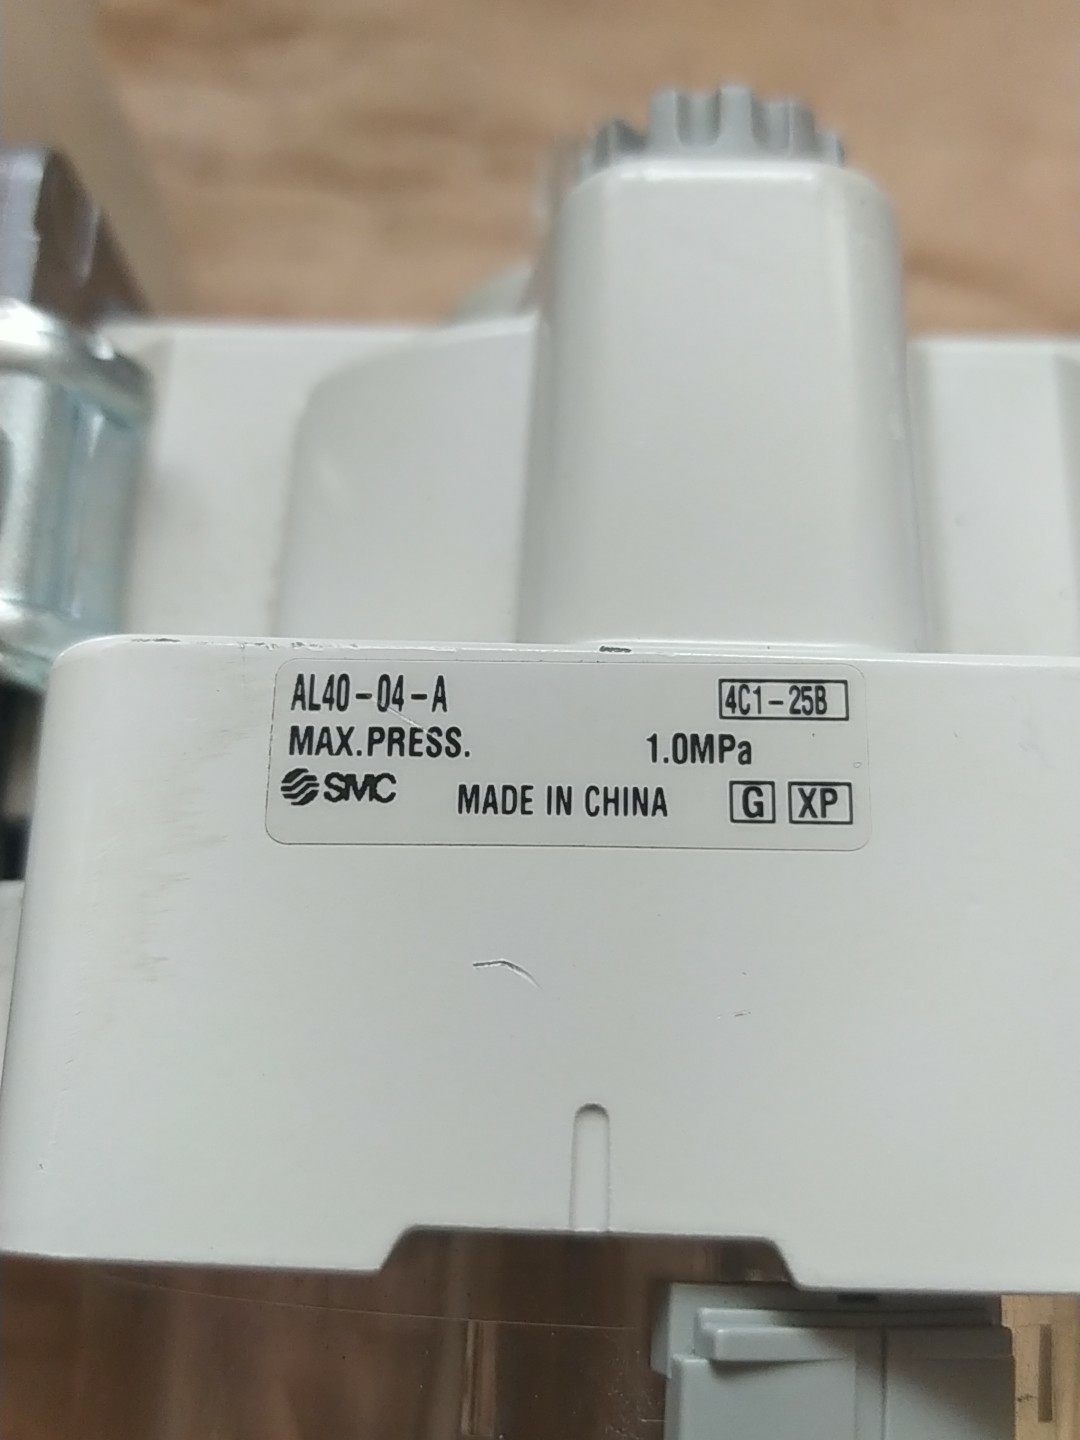 AL40-04-A 4C1-25B
MAX.PRESS. 1.0MPa
SMC MADE IN CHINA G XP